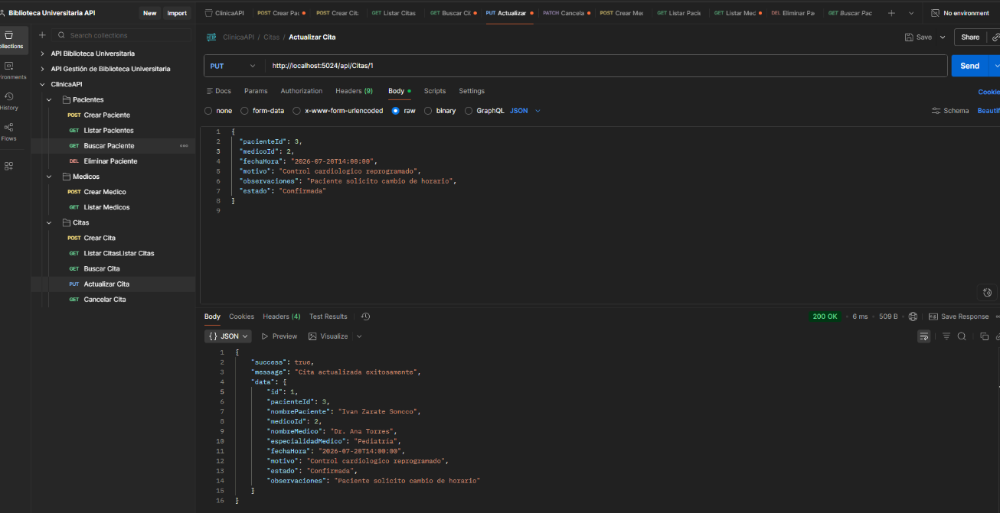 Biblioteca Universitaria API
New
Import
ClinicaAPI
POST Crear Pac
POST Crear Cita
GET Listar Citas
GET Buscar Cit
PUT Actualizar
PATCH Cancela
POST Crear Mec
GET Listar Pacie
GET Listar Mec
DEL Eliminar Pa
GET Buscar Pac
No environment
Search collections
ClinicaAPI / Citas / Actualizar Cita
Save
Share
ollections
ironments
History
Flows
API Biblioteca Universitaria
API Gestión de Biblioteca Universitaria
ClinicaAPI
Pacientes
POST Crear Paciente
GET Listar Pacientes
GET Buscar Paciente
DEL Eliminar Paciente
Medicos
POST Crear Medico
GET Listar Medicos
Citas
POST Crear Cita
GET Listar CitasListar Citas
GET Buscar Cita
PUT Actualizar Cita
GET Cancelar Cita
PUT
http://localhost:5024/api/Citas/1
Send
Docs Params Authorization Headers (9) Body Scripts Settings
Cookie
none form-data x-www-form-urlencoded raw binary GraphQL JSON
Schema
Beautif
1 {
2 "pacienteId": 3,
3 "medicoId": 2,
4 "fechaHora": "2026-07-20T14:00:00",
5 "motivo": "Control cardiologico reprogramado",
6 "observaciones": "Paciente solicito cambio de horario",
7 "estado": "Confirmada"
8 }
9
Body Cookies Headers (4) Test Results
200 OK • 6 ms • 509 B
Save Response
{} JSON Preview Visualize
1 {
2 "success": true,
3 "message": "Cita actualizada exitosamente",
4 "data": {
5 "id": 1,
6 "pacienteId": 3,
7 "nombrePaciente": "Ivan Zarate Soncco",
8 "medicoId": 2,
9 "nombreMedico": "Dr. Ana Torres",
10 "especialidadMedico": "Pediatria",
11 "fechaHora": "2026-07-20T14:00:00",
12 "motivo": "Control cardiologico reprogramado",
13 "estado": "Confirmada",
14 "observaciones": "Paciente solicito cambio de horario"
15 }
16 }